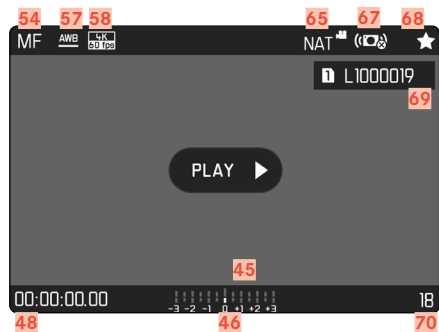 54 57 58 65 67 68
MF AWB 4K 60 fps NAT
1 L1000019
69
PLAY
45
00:00:00.00 -3 -2 -1 0 +1 +2 +3 18
48 46 70